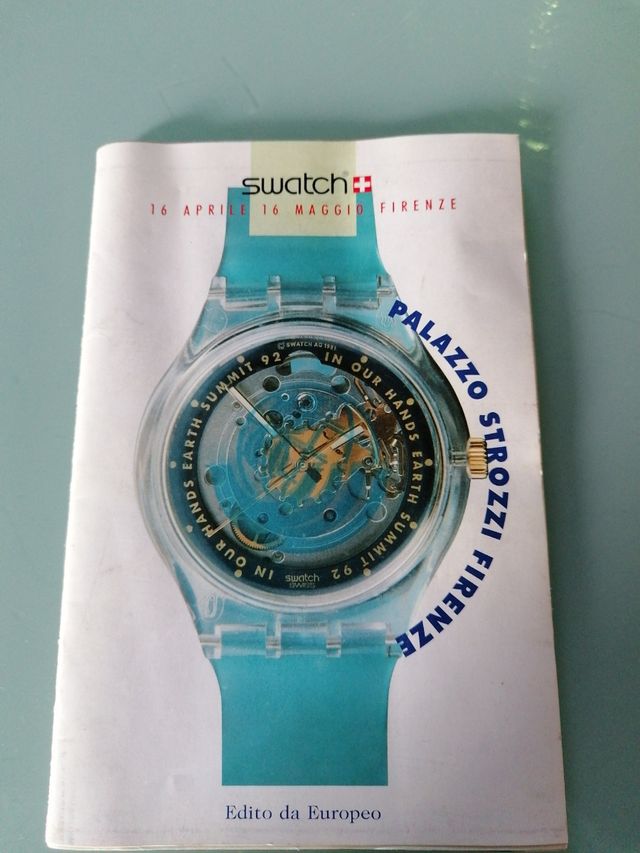 swatch
16 APRILE 16 MAGGIO FIRENZE
PALAZZO STROZZI FIRENZE
© SWATCH AG 1991
IN OUR HANDS EARTH SUMMIT 92
IN OUR HANDS EARTH SUMMIT 92
swatch
SWISS
Edito da Europeo